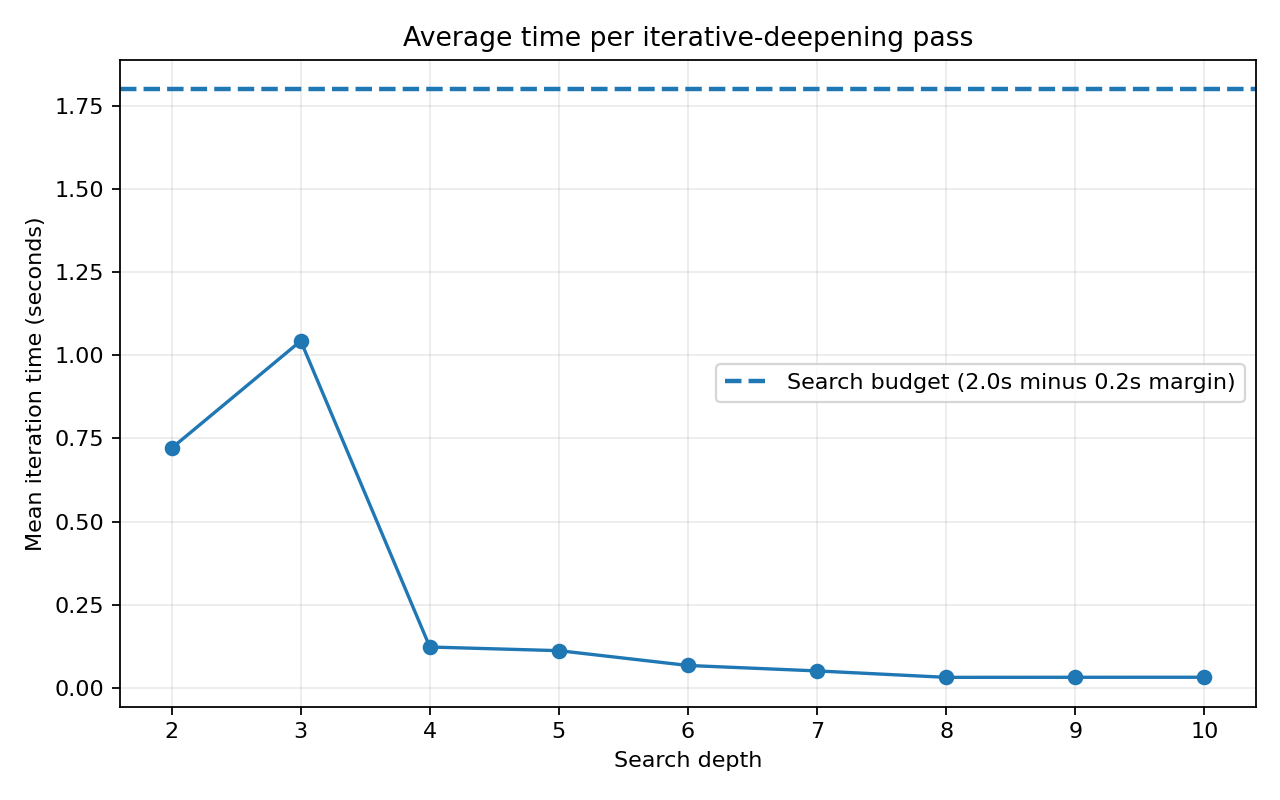 Average time per iterative-deepening pass
Mean iteration time (seconds)
1.75
1.50
1.25
1.00
0.75
0.50
0.25
0.00
Search budget (2.0s minus 0.2s margin)
2 3 4 5 6 7 8 9 10
Search depth